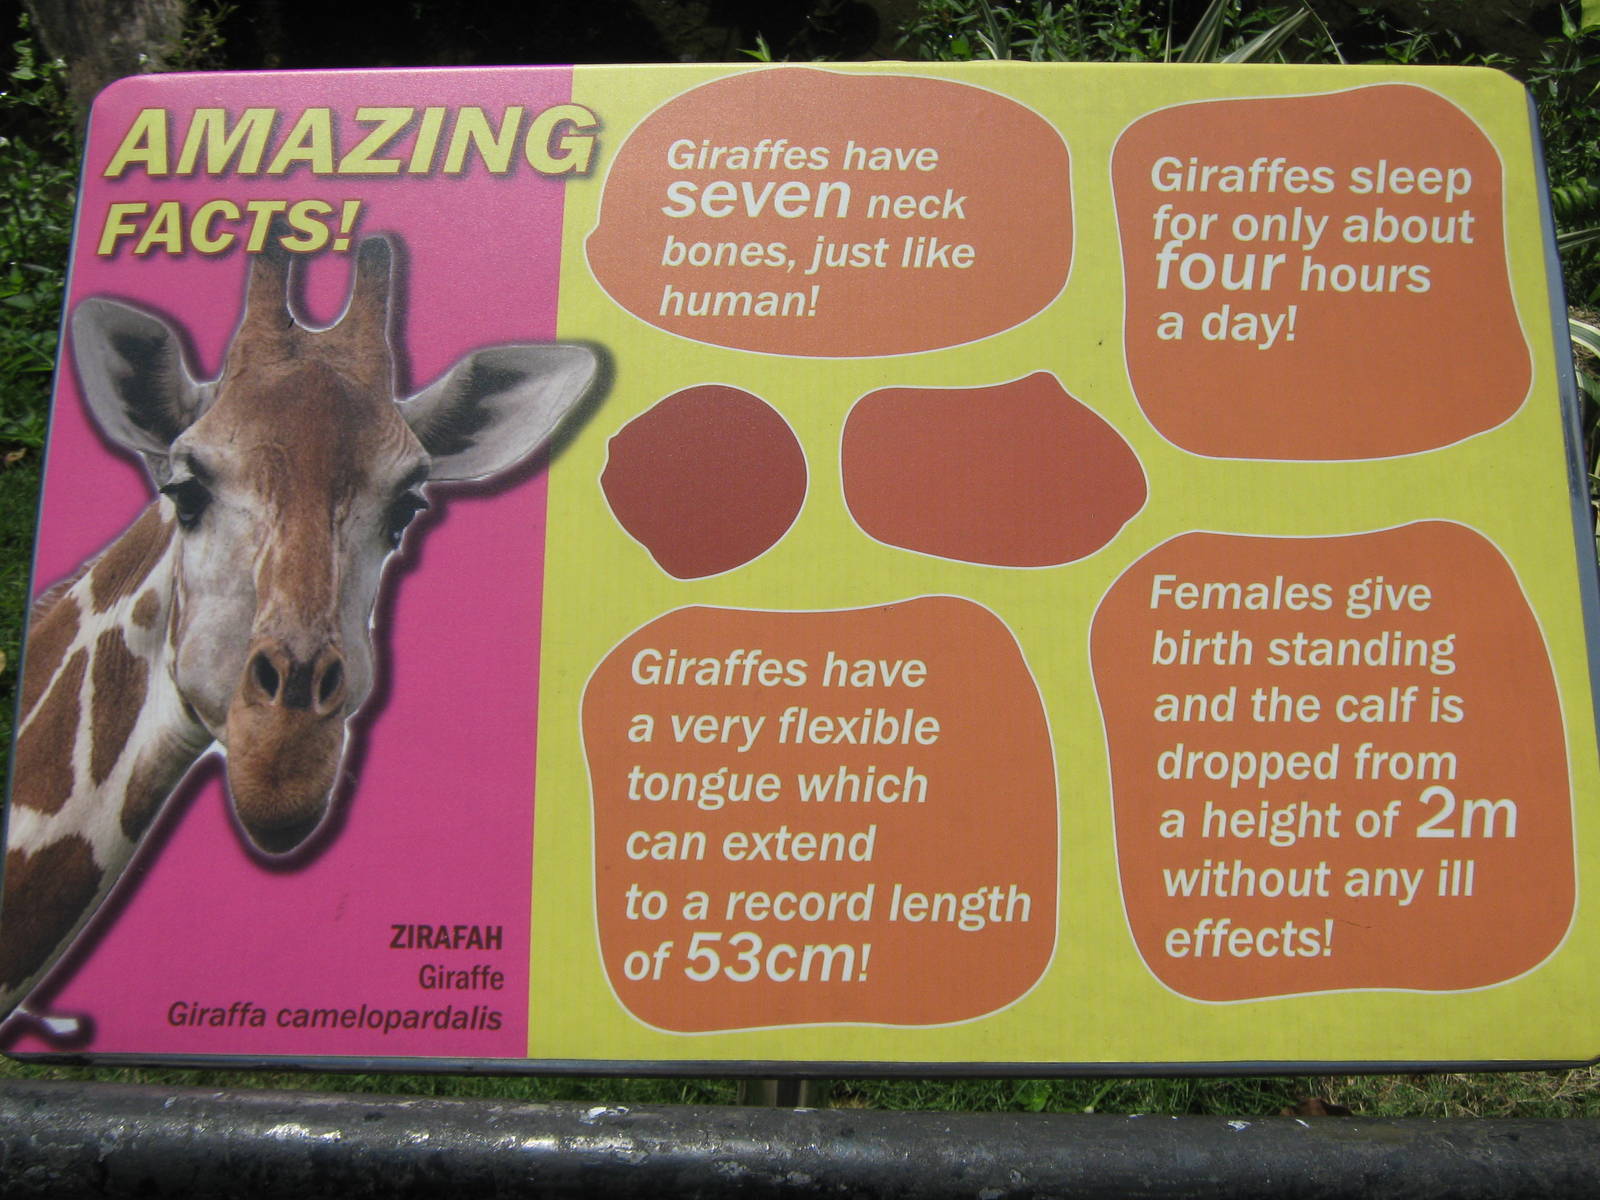 AMAZING
FACTS!
Giraffes have
seven neck
bones, just like
human!
Giraffes sleep
for only about
four hours
a day!
Giraffes have
a very flexible
tongue which
can extend
to a record length
of 53cm!
Females give
birth standing
and the calf is
dropped from
a height of 2m
without any ill
effects!
ZIRAFAH
Giraffe
Giraffa camelopardalis